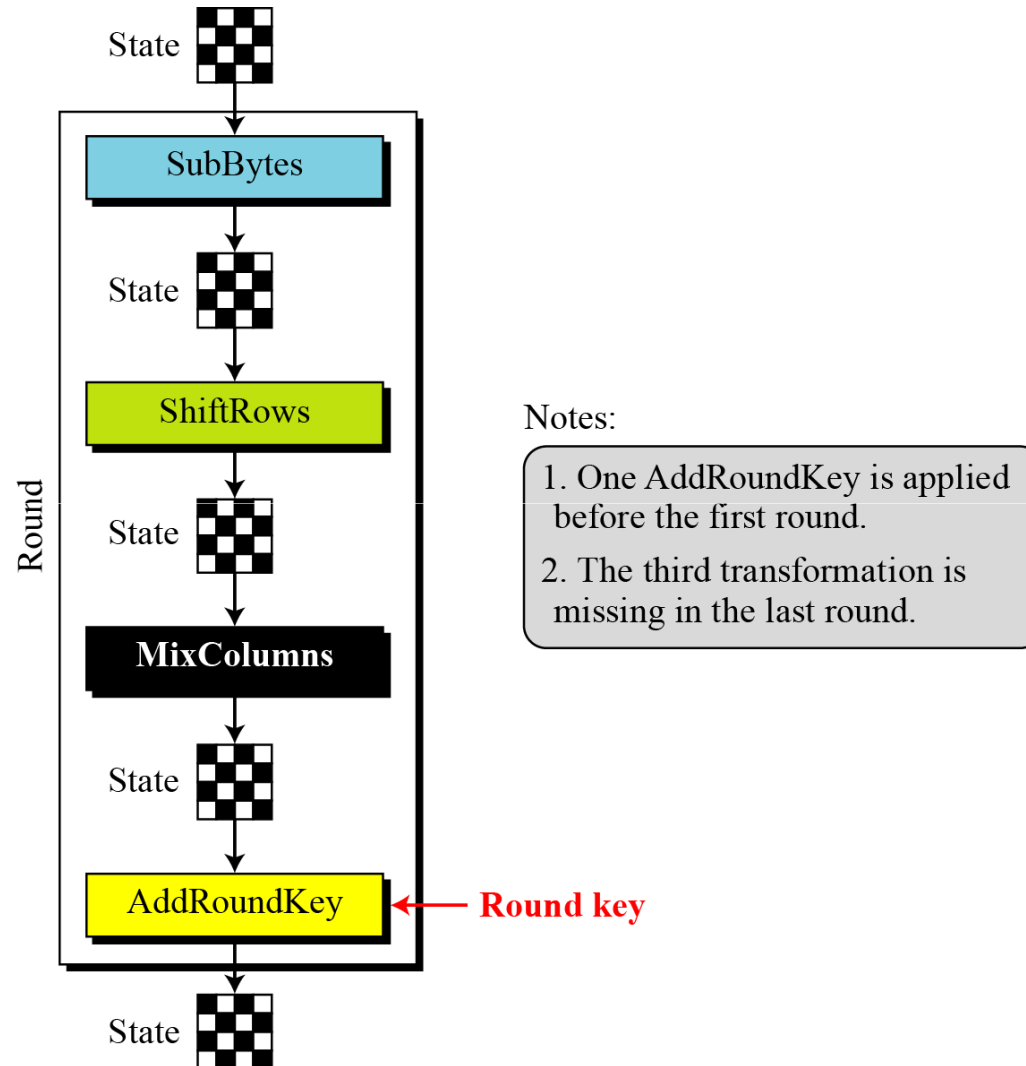 State
SubBytes
State
ShiftRows
State
MixColumns
State
AddRoundKey
Round key
State
Round
Notes:
1. One AddRoundKey is applied
before the first round.
2. The third transformation is
missing in the last round.